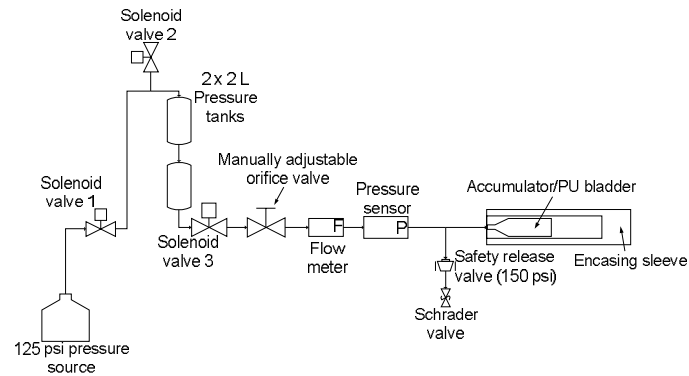 Solenoid
valve 2
2 x 2 L
Pressure
tanks
Manually adjustable
orifice valve
Solenoid
valve 1
Pressure
sensor
Accumulator/PU bladder
F
P
Solenoid
valve 3
Flow
meter
Safety release
valve (150 psi)
Encasing sleeve
Schrader
valve
125 psi pressure
source